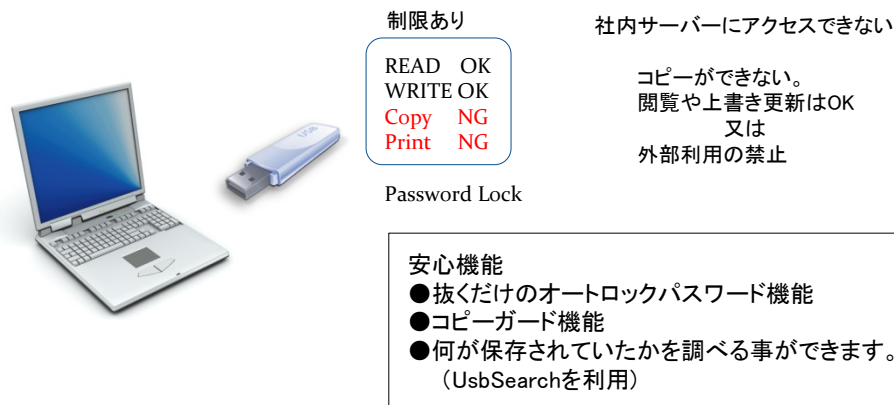 制限あり
社内サーバーにアクセスできない
READ OK
WRITE OK
Copy NG
Print NG
コピーができない。
閲覧や上書き更新はOK
又は
外部利用の禁止
USB
Password Lock
安心機能
●抜くだけのオートロックパスワード機能
●コピーガード機能
●何が保存されていたかを調べる事ができます。
（UsbSearchを利用）